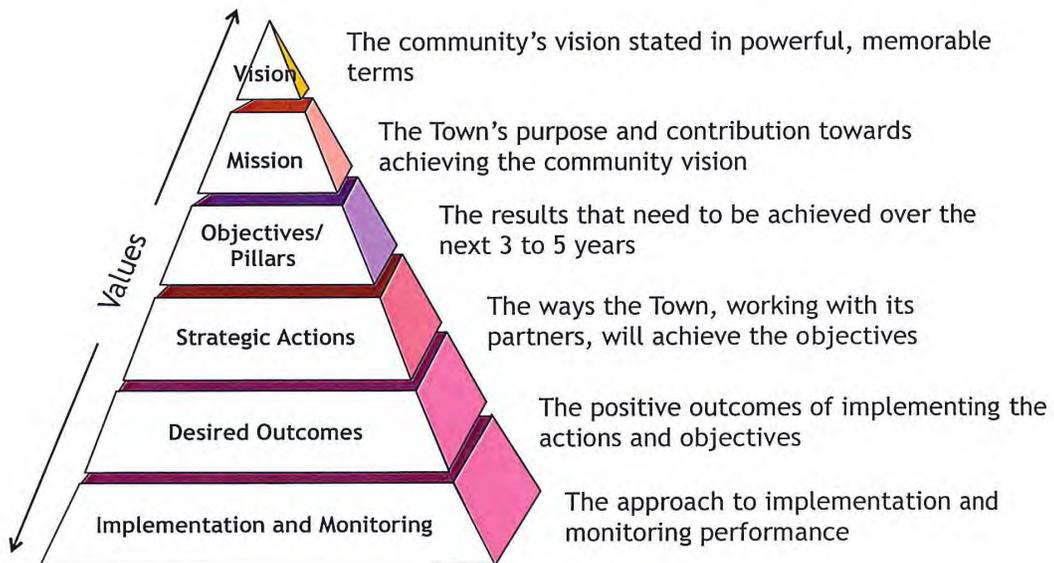 Vision
The community's vision stated in powerful, memorable
terms
Mission
The Town's purpose and contribution towards
achieving the community vision
Objectives/
Pillars
The results that need to be achieved over the
next 3 to 5 years
Values
Strategic Actions
The ways the Town, working with its
partners, will achieve the objectives
Desired Outcomes
The positive outcomes of implementing the
actions and objectives
Implementation and Monitoring
The approach to implementation and
monitoring performance